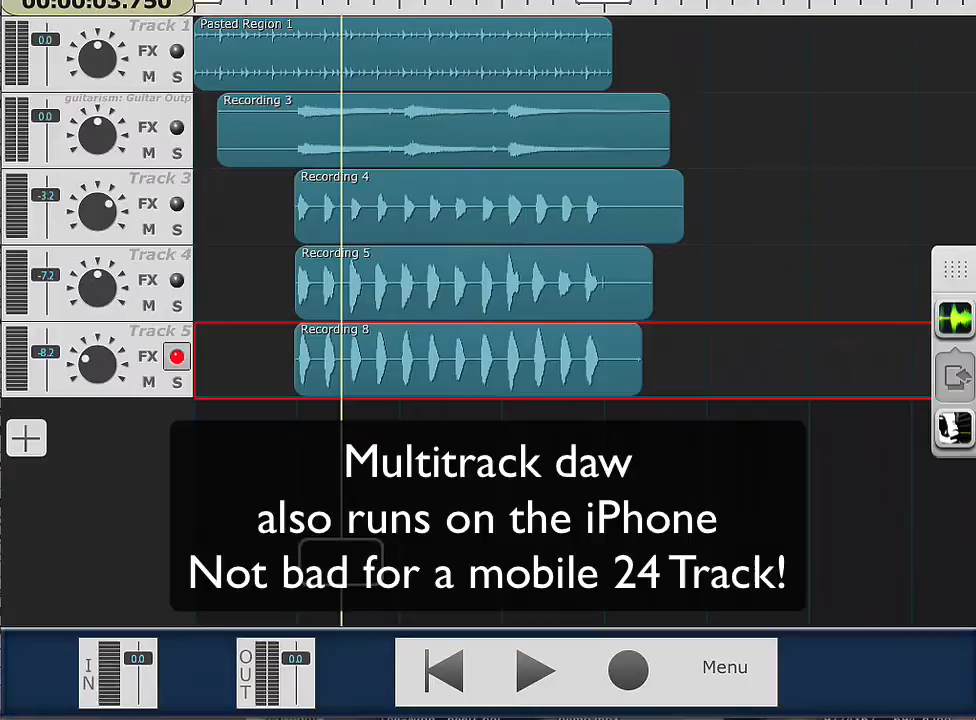 00:00:03.750
Track 1
Pasted Region 1
0.0
FX
M S
guitarism: Guitar Outp
Recording 3
0.0
FX
M S
Track 3
Recording 4
-3.2
FX
M S
Track 4
Recording 5
-7.2
FX
M S
Track 5
Recording 8
-8.2
FX
M S
Multitrack daw
also runs on the iPhone
Not bad for a mobile 24 Track!
IN
0.0
OUT
0.0
Menu